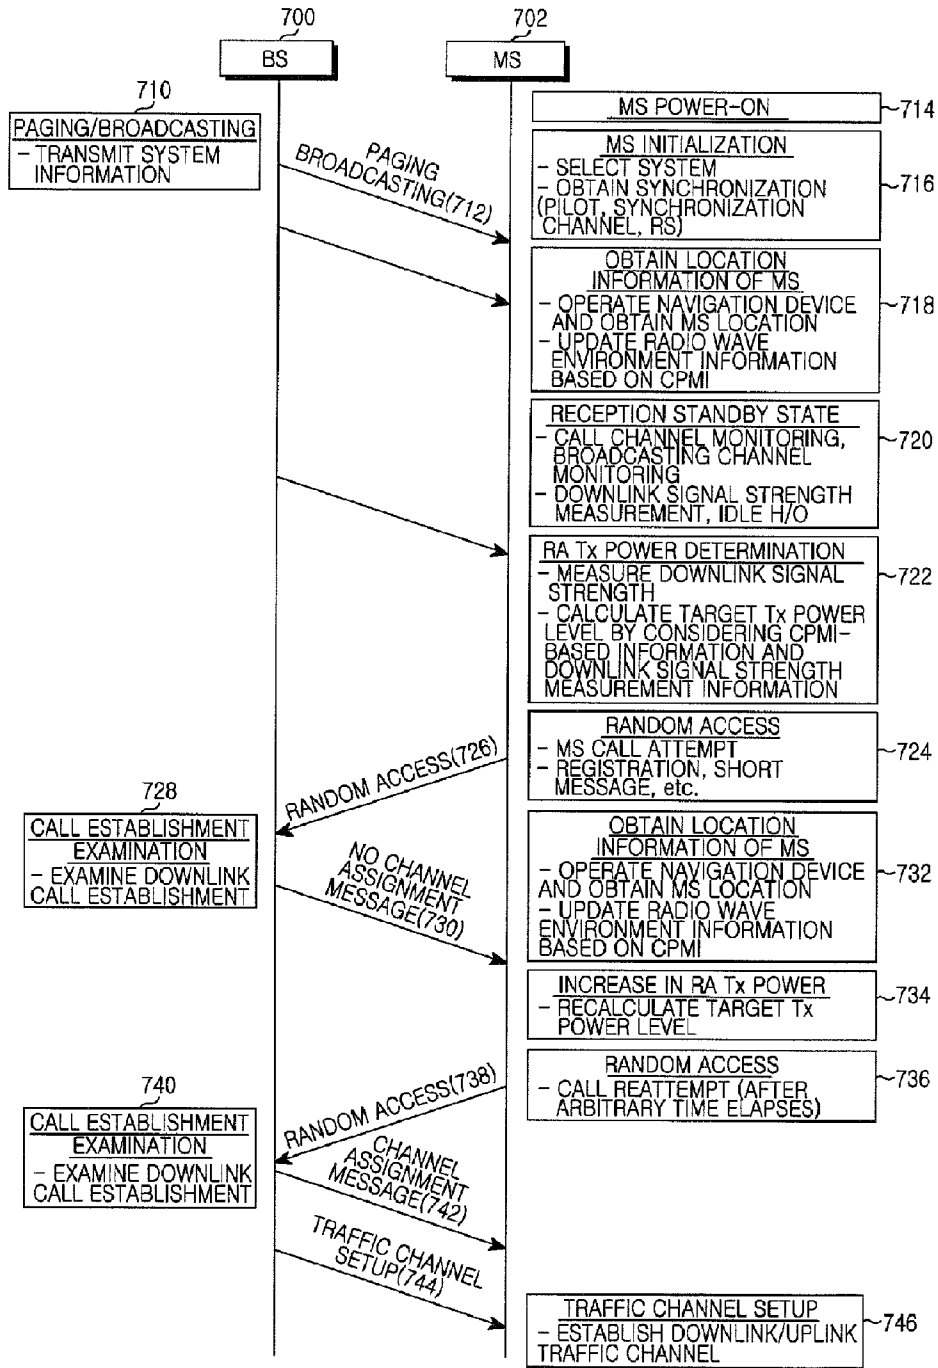 700
702
BS
MS
710
PAGING/BROADCASTING
- TRANSMIT SYSTEM
INFORMATION
PAGING
BROADCASTING(712)
MS POWER-ON
714
MS INITIALIZATION
- SELECT SYSTEM
- OBTAIN SYNCHRONIZATION
(PILOT, SYNCHRONIZATION
CHANNEL, RS)
716
OBTAIN LOCATION
INFORMATION OF MS
- OPERATE NAVIGATION DEVICE
AND OBTAIN MS LOCATION
- UPDATE RADIO WAVE
ENVIRONMENT INFORMATION
BASED ON CPMI
718
RECEPTION STANDBY STATE
- CALL CHANNEL MONITORING,
BROADCASTING CHANNEL
MONITORING
- DOWNLINK SIGNAL STRENGTH
MEASUREMENT, IDLE H/O
720
RA Tx POWER DETERMINATION
- MEASURE DOWNLINK SIGNAL
STRENGTH
- CALCULATE TARGET Tx POWER
LEVEL BY CONSIDERING CPMI-
BASED INFORMATION AND
DOWNLINK SIGNAL STRENGTH
MEASUREMENT INFORMATION
722
RANDOM ACCESS
- MS CALL ATTEMPT
- REGISTRATION, SHORT
MESSAGE, etc.
724
RANDOM ACCESS(726)
728
CALL ESTABLISHMENT
EXAMINATION
- EXAMINE DOWNLINK
CALL ESTABLISHMENT
NO CHANNEL
ASSIGNMENT
MESSAGE(730)
OBTAIN LOCATION
INFORMATION OF MS
- OPERATE NAVIGATION DEVICE
AND OBTAIN MS LOCATION
- UPDATE RADIO WAVE
ENVIRONMENT INFORMATION
BASED ON CPMI
732
INCREASE IN RA Tx POWER
- RECALCULATE TARGET Tx
POWER LEVEL
734
RANDOM ACCESS
- CALL REATTEMPT (AFTER
ARBITRARY TIME ELAPSES)
736
RANDOM ACCESS(738)
740
CALL ESTABLISHMENT
EXAMINATION
- EXAMINE DOWNLINK
CALL ESTABLISHMENT
CHANNEL
ASSIGNMENT
MESSAGE(742)
TRAFFIC CHANNEL
SETUP(744)
TRAFFIC CHANNEL SETUP
- ESTABLISH DOWNLINK/UPLINK
TRAFFIC CHANNEL
746